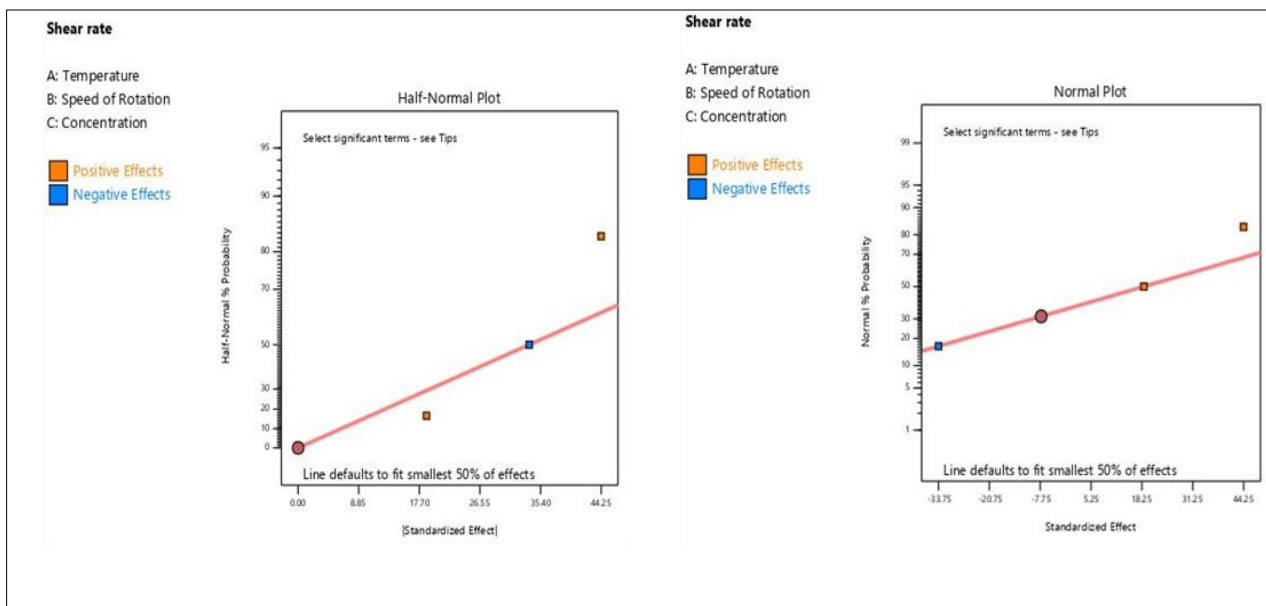 Shear rate
A: Temperature
B: Speed of Rotation
C: Concentration
Positive Effects
Negative Effects
Half-Normal Plot
Select significant terms - see Tips
Half-Normal % Probability
95
90
80
70
50
30
20
10
0
Line defaults to fit smallest 50% of effects
0.00 8.85 17.70 26.55 35.40 44.25
|Standardized Effect|
Shear rate
A: Temperature
B: Speed of Rotation
C: Concentration
Positive Effects
Negative Effects
Normal Plot
Select significant terms - see Tips
Normal % Probability
99
95
90
80
70
50
30
20
10
5
1
Line defaults to fit smallest 50% of effects
-33.75 -20.75 -7.75 5.25 18.25 31.25 44.25
Standardized Effect